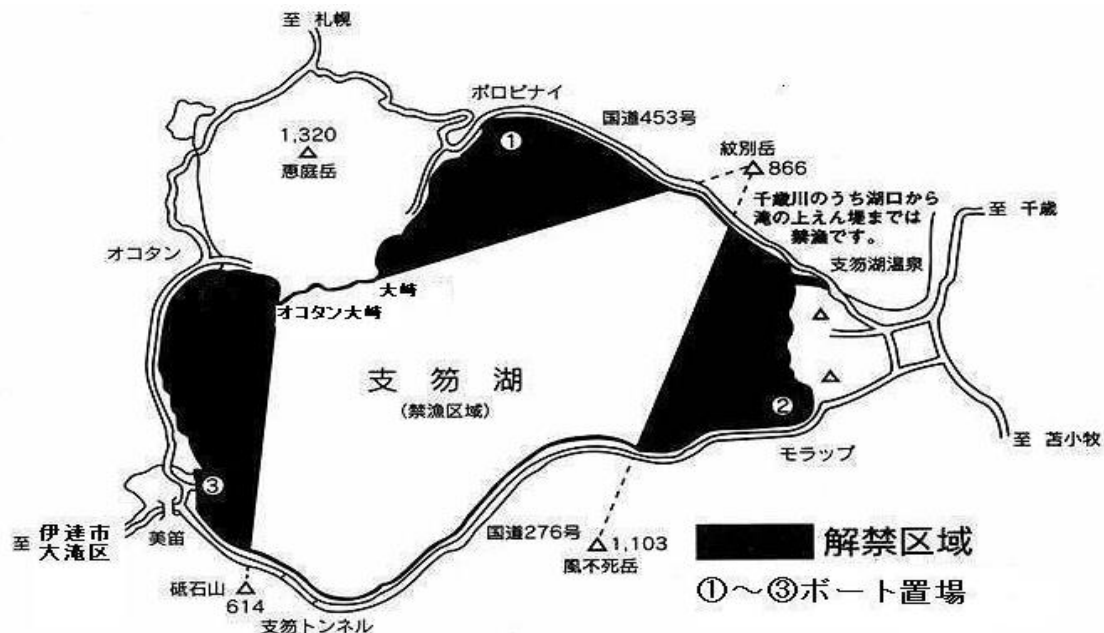 至 札幌
ポロピナイ
国道453号
①
1,320
恵庭岳
紋別岳
866
千歳川のうち湖口から
滝の上えん堤までは
禁漁です。
至 千歳
オコタン
支笏湖温泉
大崎
オコタン大崎
支笏湖
(禁漁区域)
②
モラップ
至 苫小牧
③
至 伊達市
大滝区
美笛
国道276号
1,103
風不死岳
解禁区域
砥石山
614
①～③ボート置場
支笏トンネル